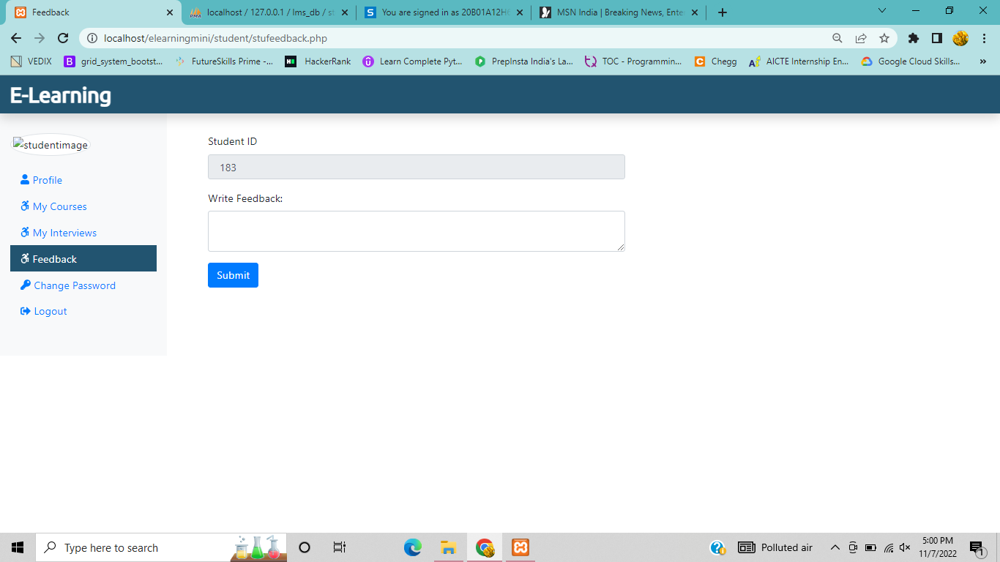 Feedback
localhost / 127.0.0.1 / lms_db / st
You are signed in as 20B01A12H
MSN India | Breaking News, Ente
localhost/elearningmini/student/stufeedback.php
VEDIX
grid_system_bootst...
FutureSkills Prime -...
HackerRank
Learn Complete Pyt...
PrepInsta India's La...
TOC - Programmin...
Chegg
AICTE Internship En...
Google Cloud Skills...
E-Learning
studentimage
Profile
My Courses
My Interviews
Feedback
Change Password
Logout
Student ID
183
Write Feedback:
Submit
Type here to search
Polluted air
5:00 PM
11/7/2022
1